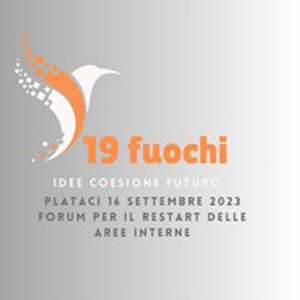 19 fuochi
IDEE COESIONE FUTURO
PLATACI 16 SETTEMBRE 2023
FORUM PER IL RESTART DELLE
AREE INTERNE